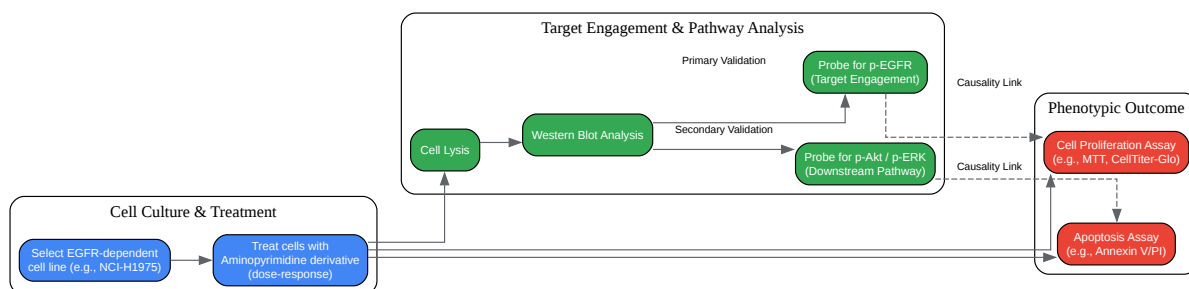 Target Engagement & Pathway Analysis
Primary Validation
Probe for p-EGFR
(Target Engagement)
Causality Link
Phenotypic Outcome
Cell Lysis
Western Blot Analysis
Secondary Validation
Probe for p-Akt / p-ERK
(Downstream Pathway)
Causality Link
Cell Proliferation Assay
(e.g., MTT, CellTiter-Glo)
Cell Culture & Treatment
Select EGFR-dependent
cell line (e.g., NCI-H1975)
Treat cells with
Aminopyrimidine derivative
(dose-response)
Apoptosis Assay
(e.g., Annexin V/PI)